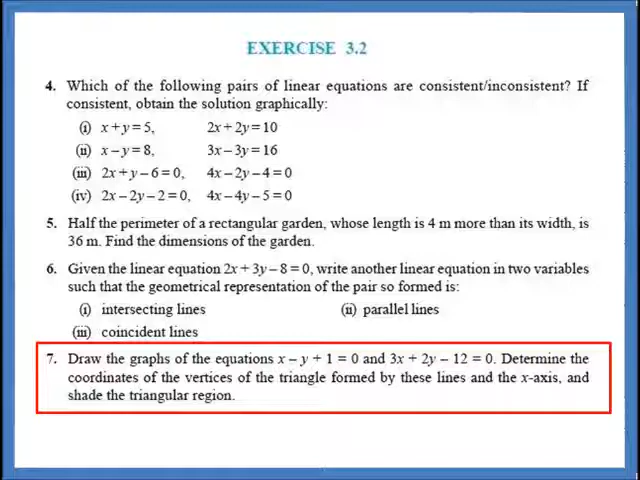 EXERCISE 3.2
4. Which of the following pairs of linear equations are consistent/inconsistent? If
consistent, obtain the solution graphically:
(i) x + y = 5, 2x + 2y = 10
(ii) x – y = 8, 3x – 3y = 16
(iii) 2x + y – 6 = 0, 4x – 2y – 4 = 0
(iv) 2x – 2y – 2 = 0, 4x – 4y – 5 = 0
5. Half the perimeter of a rectangular garden, whose length is 4 m more than its width, is
36 m. Find the dimensions of the garden.
6. Given the linear equation 2x + 3y – 8 = 0, write another linear equation in two variables
such that the geometrical representation of the pair so formed is:
(i) intersecting lines (ii) parallel lines
(iii) coincident lines
7. Draw the graphs of the equations x – y + 1 = 0 and 3x + 2y – 12 = 0. Determine the
coordinates of the vertices of the triangle formed by these lines and the x-axis, and
shade the triangular region.